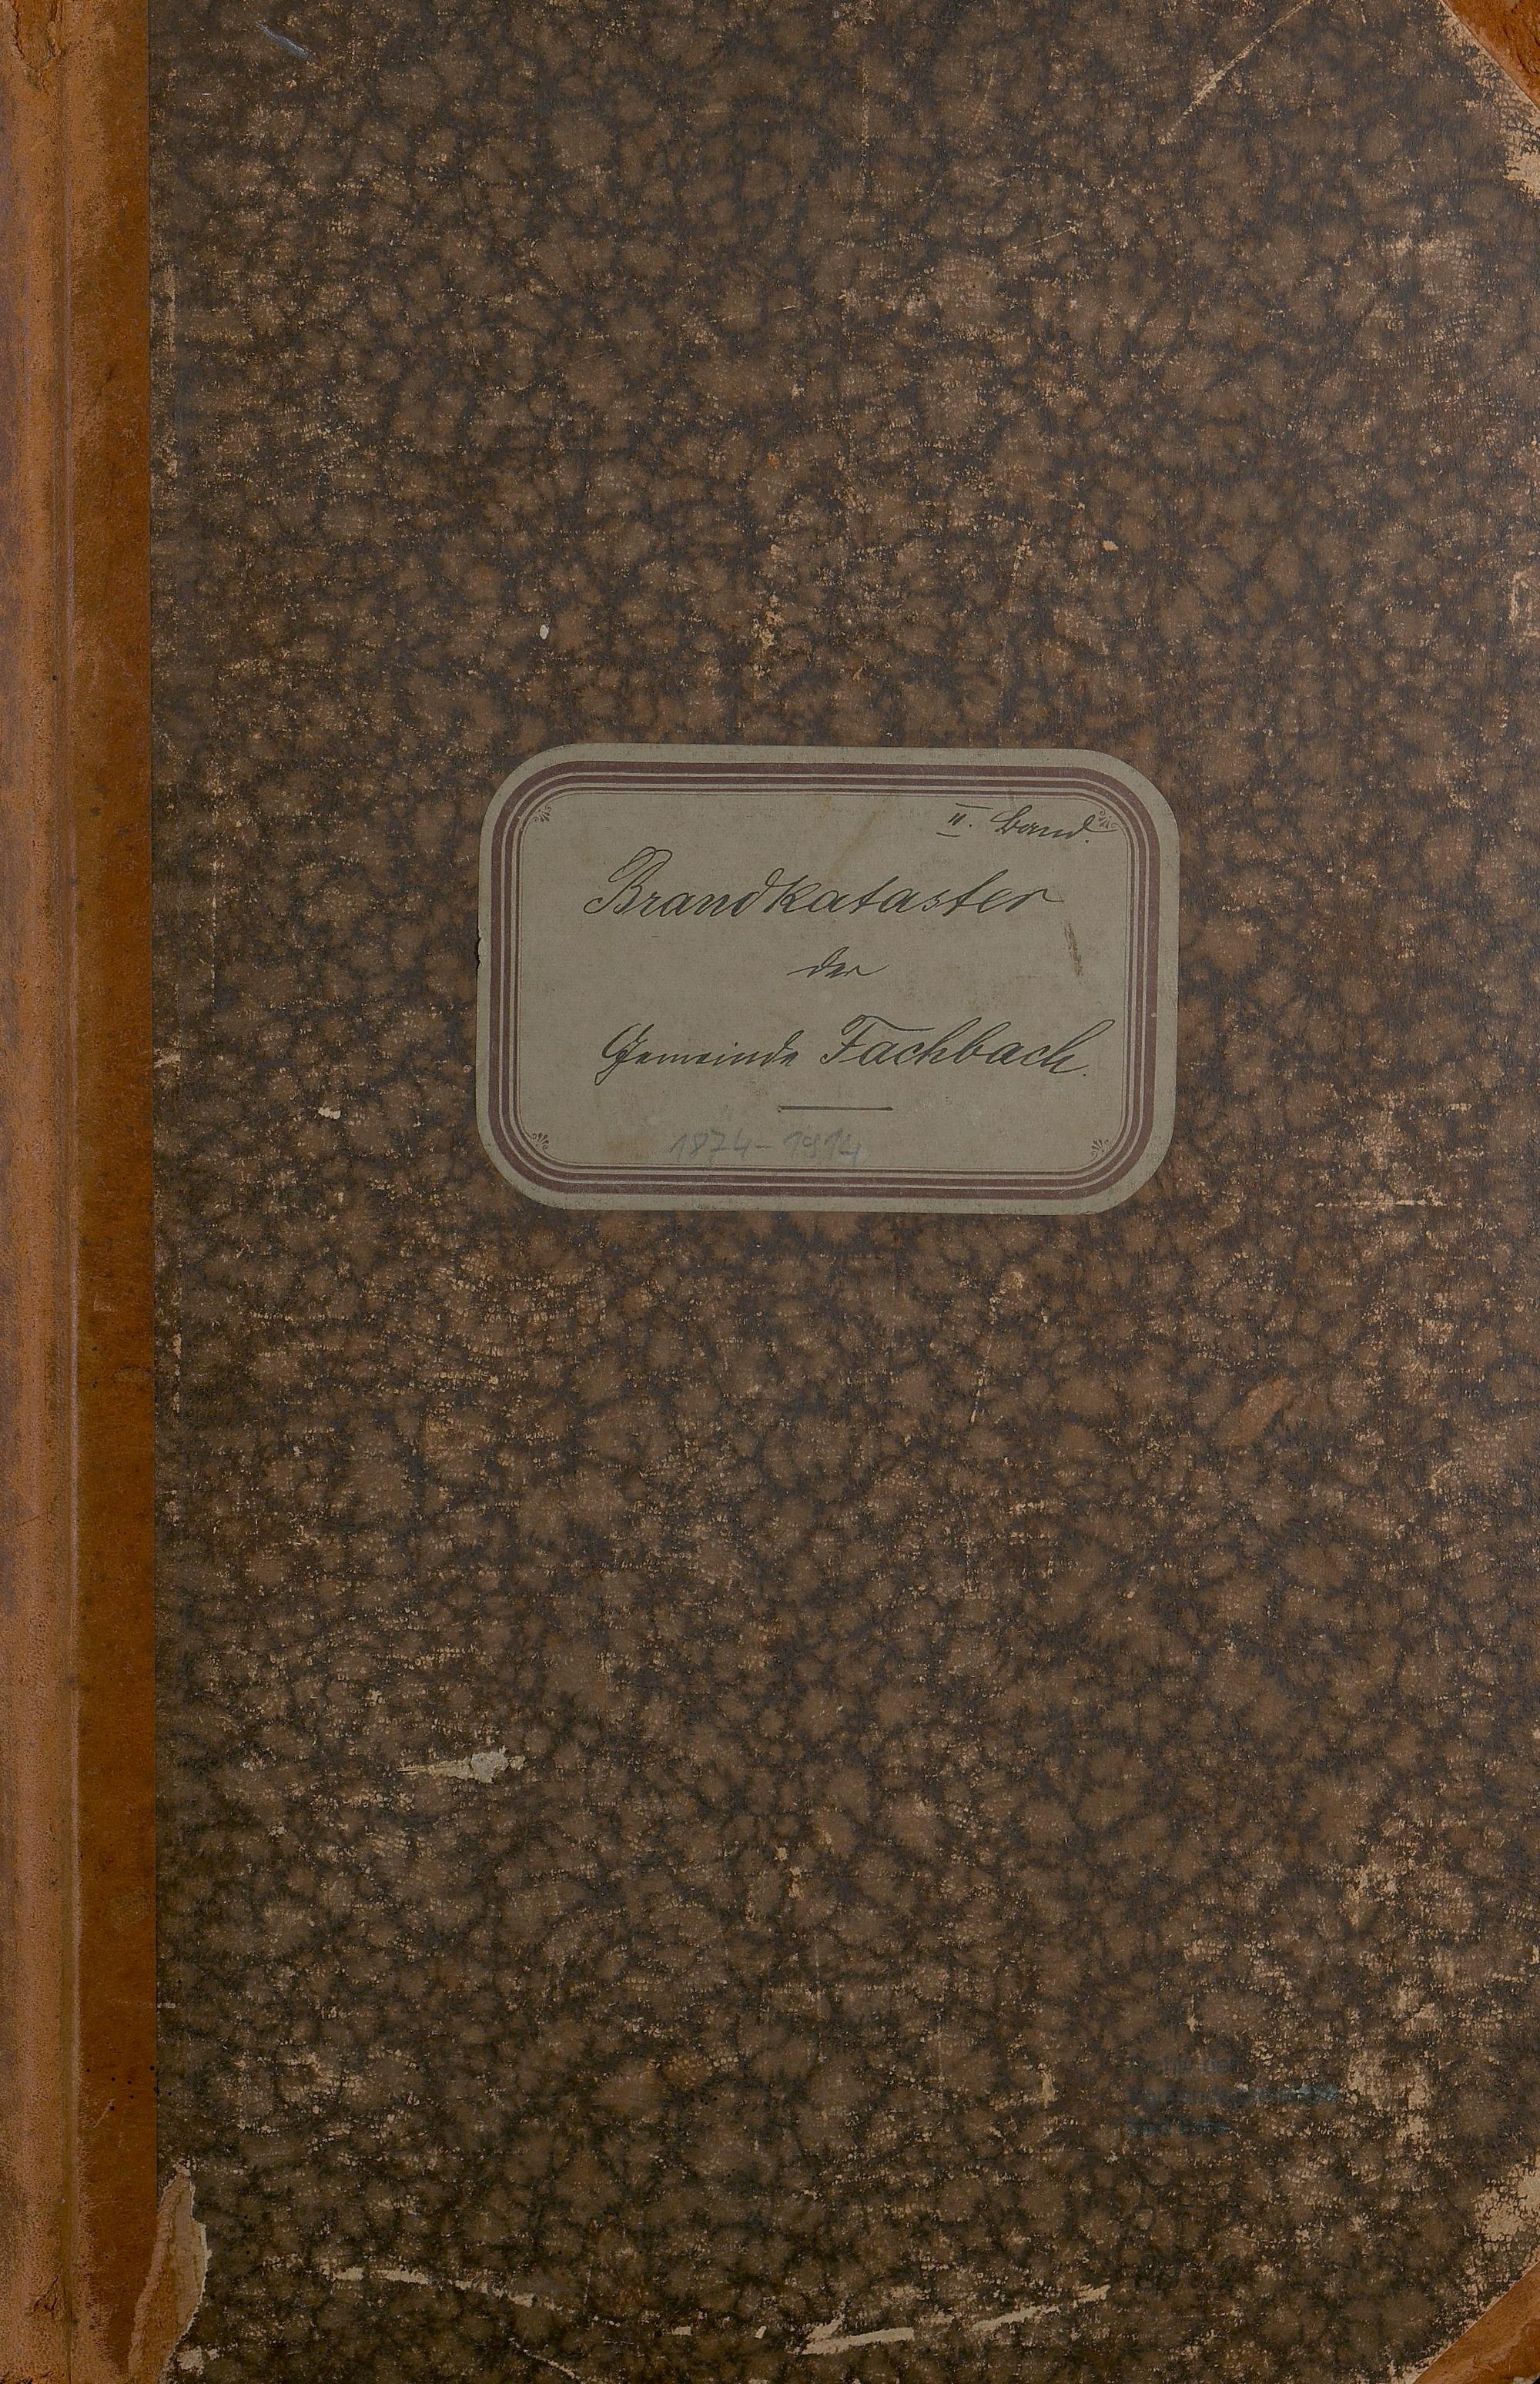 II. Band.
Brandkataster
der
Gemeinde Fachbach.
1874-1914